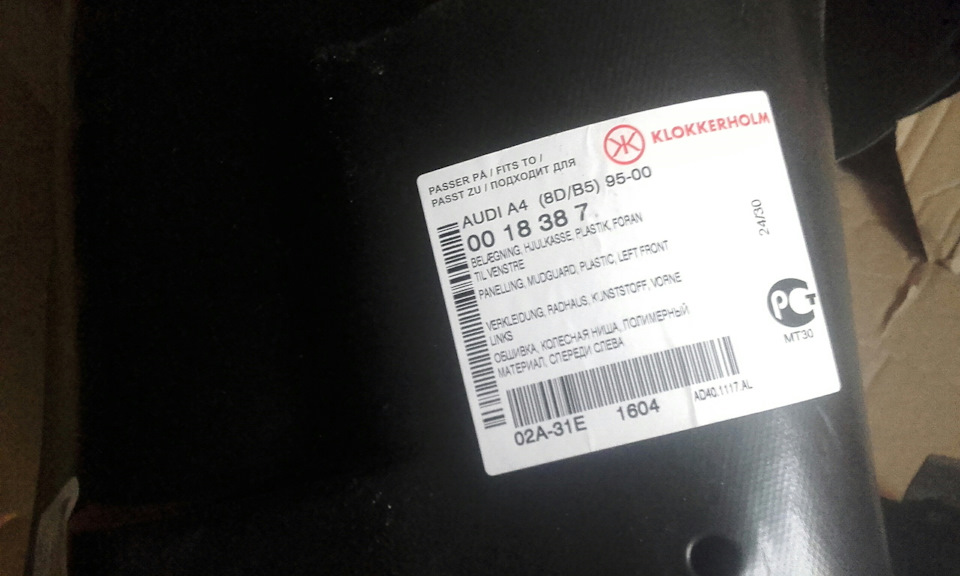 KLOKKERHOLM
PASSER PÅ / FITS TO /
PASST ZU / ПОДХОДИТ ДЛЯ
AUDI A4 (8D/B5) 95-00
00 18 38 7
BELÆGNING, HJULKASSE, PLASTIK, FORAN
TIL VENSTRE
PANELLING, MUDGUARD, PLASTIC, LEFT FRONT
VERKLEIDUNG, RADHAUS, KUNSTSTOFF, VORNE
LINKS
ОБШИВКА, КОЛЕСНАЯ НИША, ПОЛИМЕРНЫЙ
МАТЕРИАЛ, СПЕРЕДИ СЛЕВА
24/30
РСТ
MT30
02A-31E 1604 AD40.1117.AL